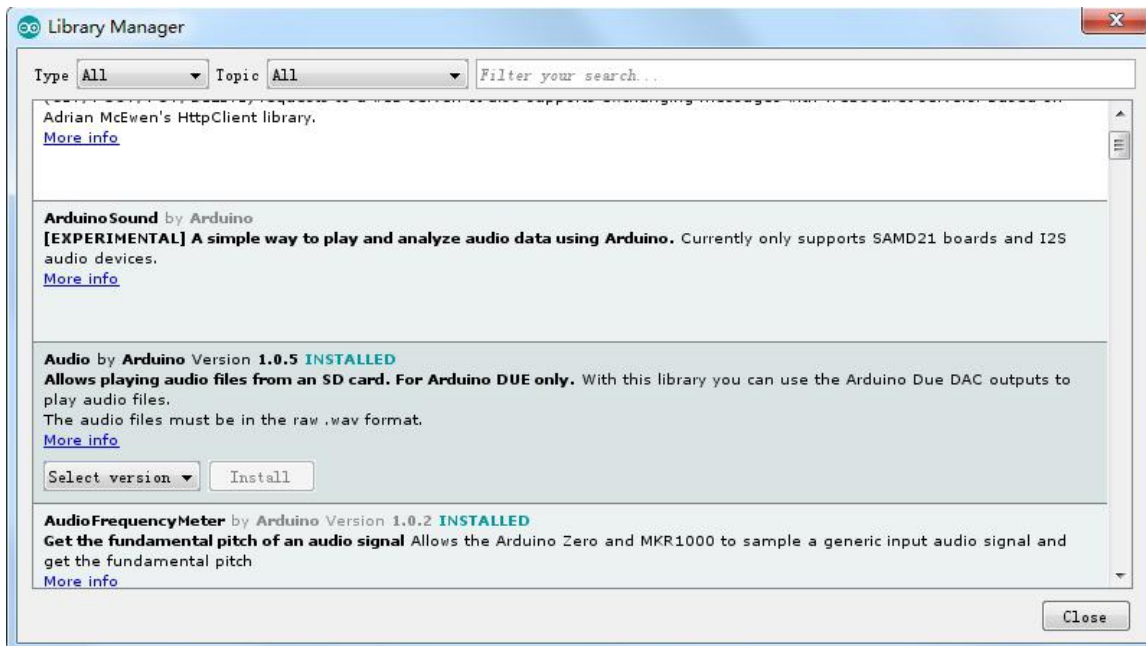 Library Manager
Type All Topic All Filter your search...
Adrian McEwen's HttpClient library.
More info
ArduinoSound by Arduino
[EXPERIMENTAL] A simple way to play and analyze audio data using Arduino. Currently only supports SAMD21 boards and I2S
audio devices.
More info
Audio by Arduino Version 1.0.5 INSTALLED
Allows playing audio files from an SD card. For Arduino DUE only. With this library you can use the Arduino Due DAC outputs to
play audio files.
The audio files must be in the raw .wav format.
More info
Select version Install
AudioFrequencyMeter by Arduino Version 1.0.2 INSTALLED
Get the fundamental pitch of an audio signal Allows the Arduino Zero and MKR1000 to sample a generic input audio signal and
get the fundamental pitch
More info
Close